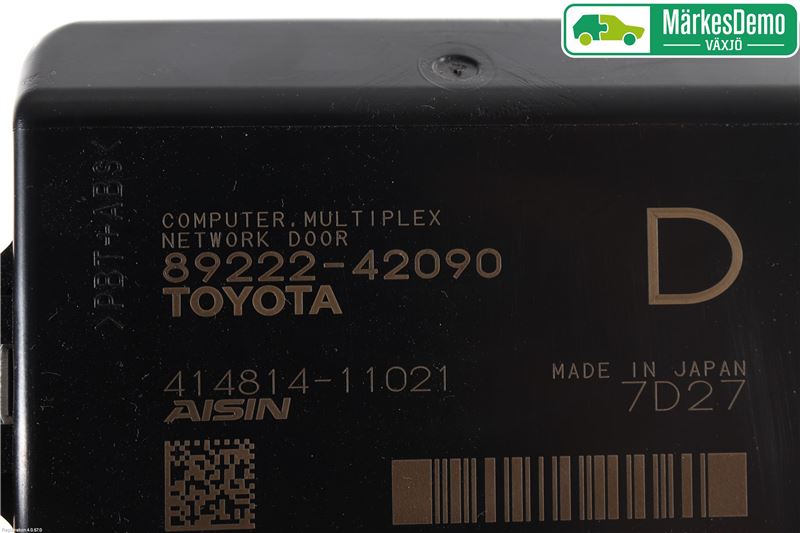 MärkesDemo
VÄXJÖ
>PBT+ABS<
COMPUTER, MULTIPLEX
NETWORK DOOR
89222-42090
TOYOTA
D
414814-11021
AISIN
MADE IN JAPAN
7D27